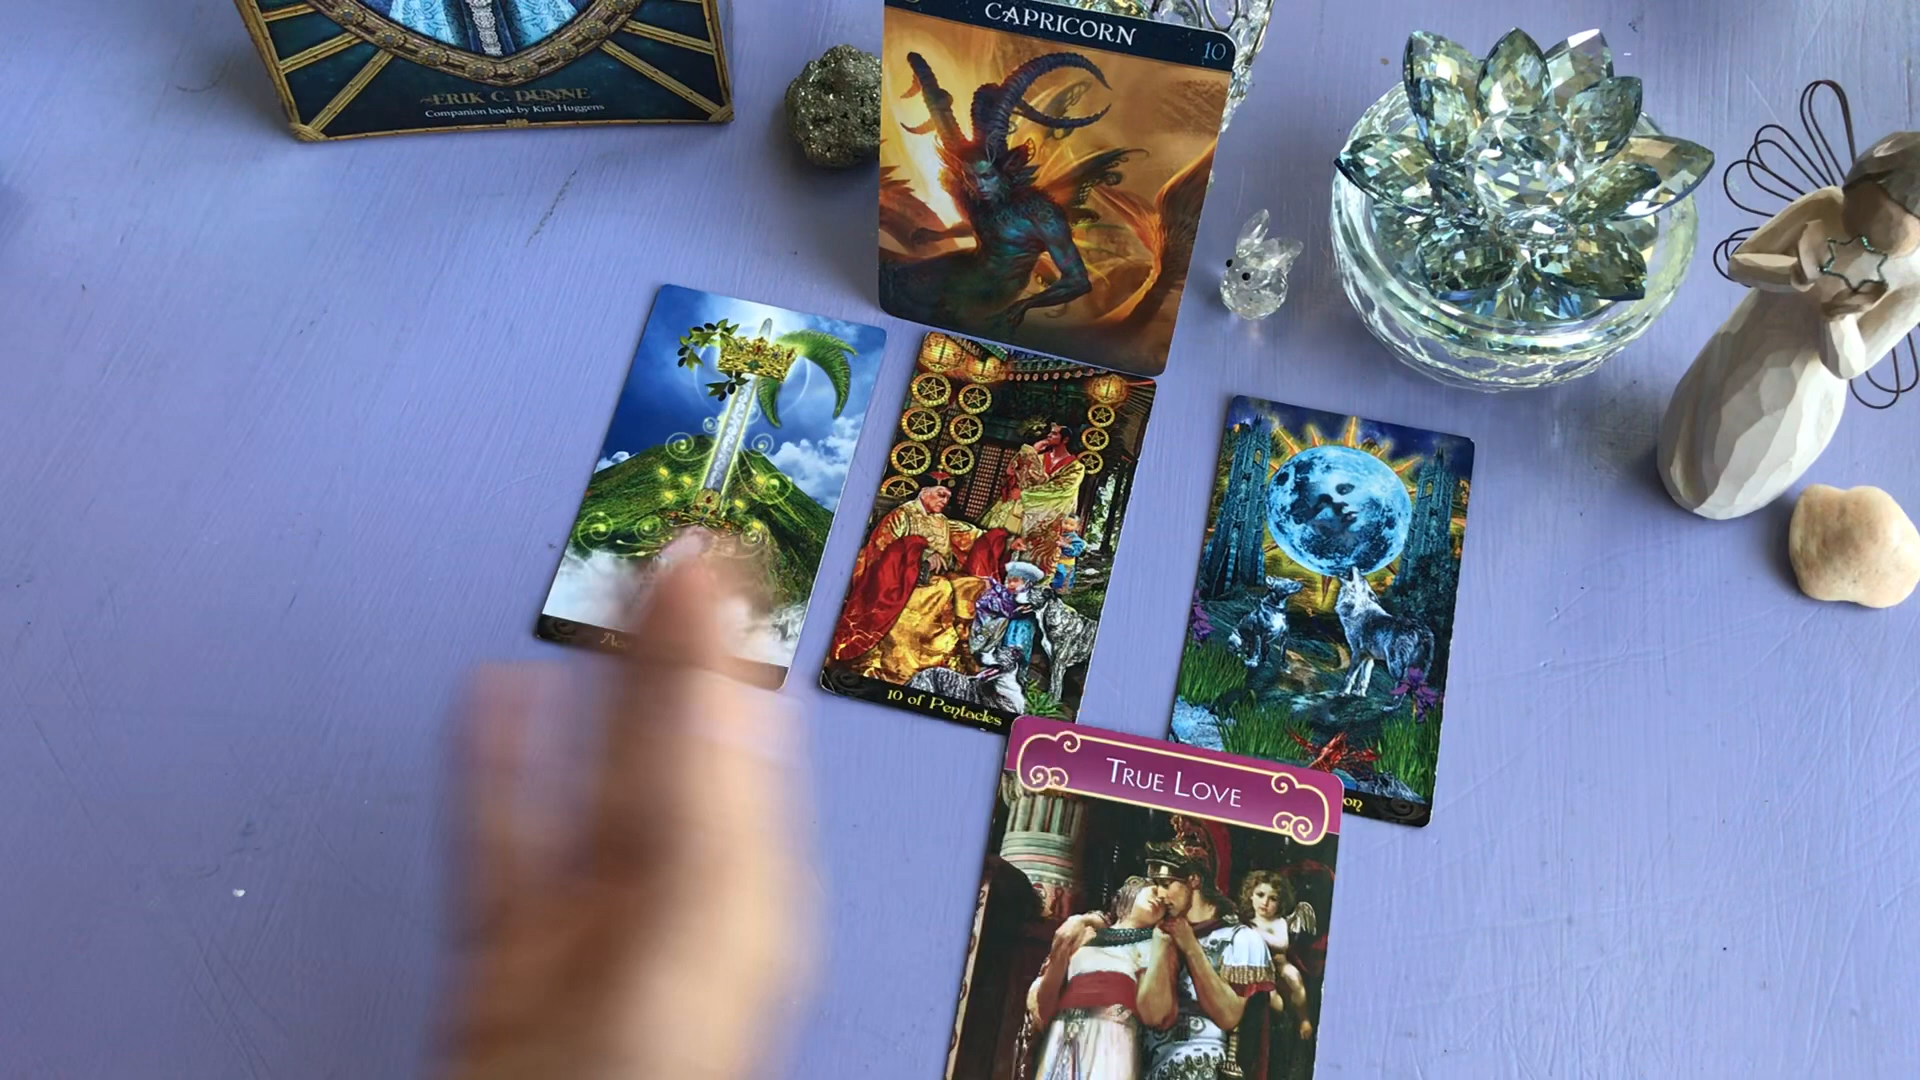 CAPRICORN
10
~ERIK C. DUNNE
Companion book by Kim Huggens
10 of Pentacles
TRUE LOVE